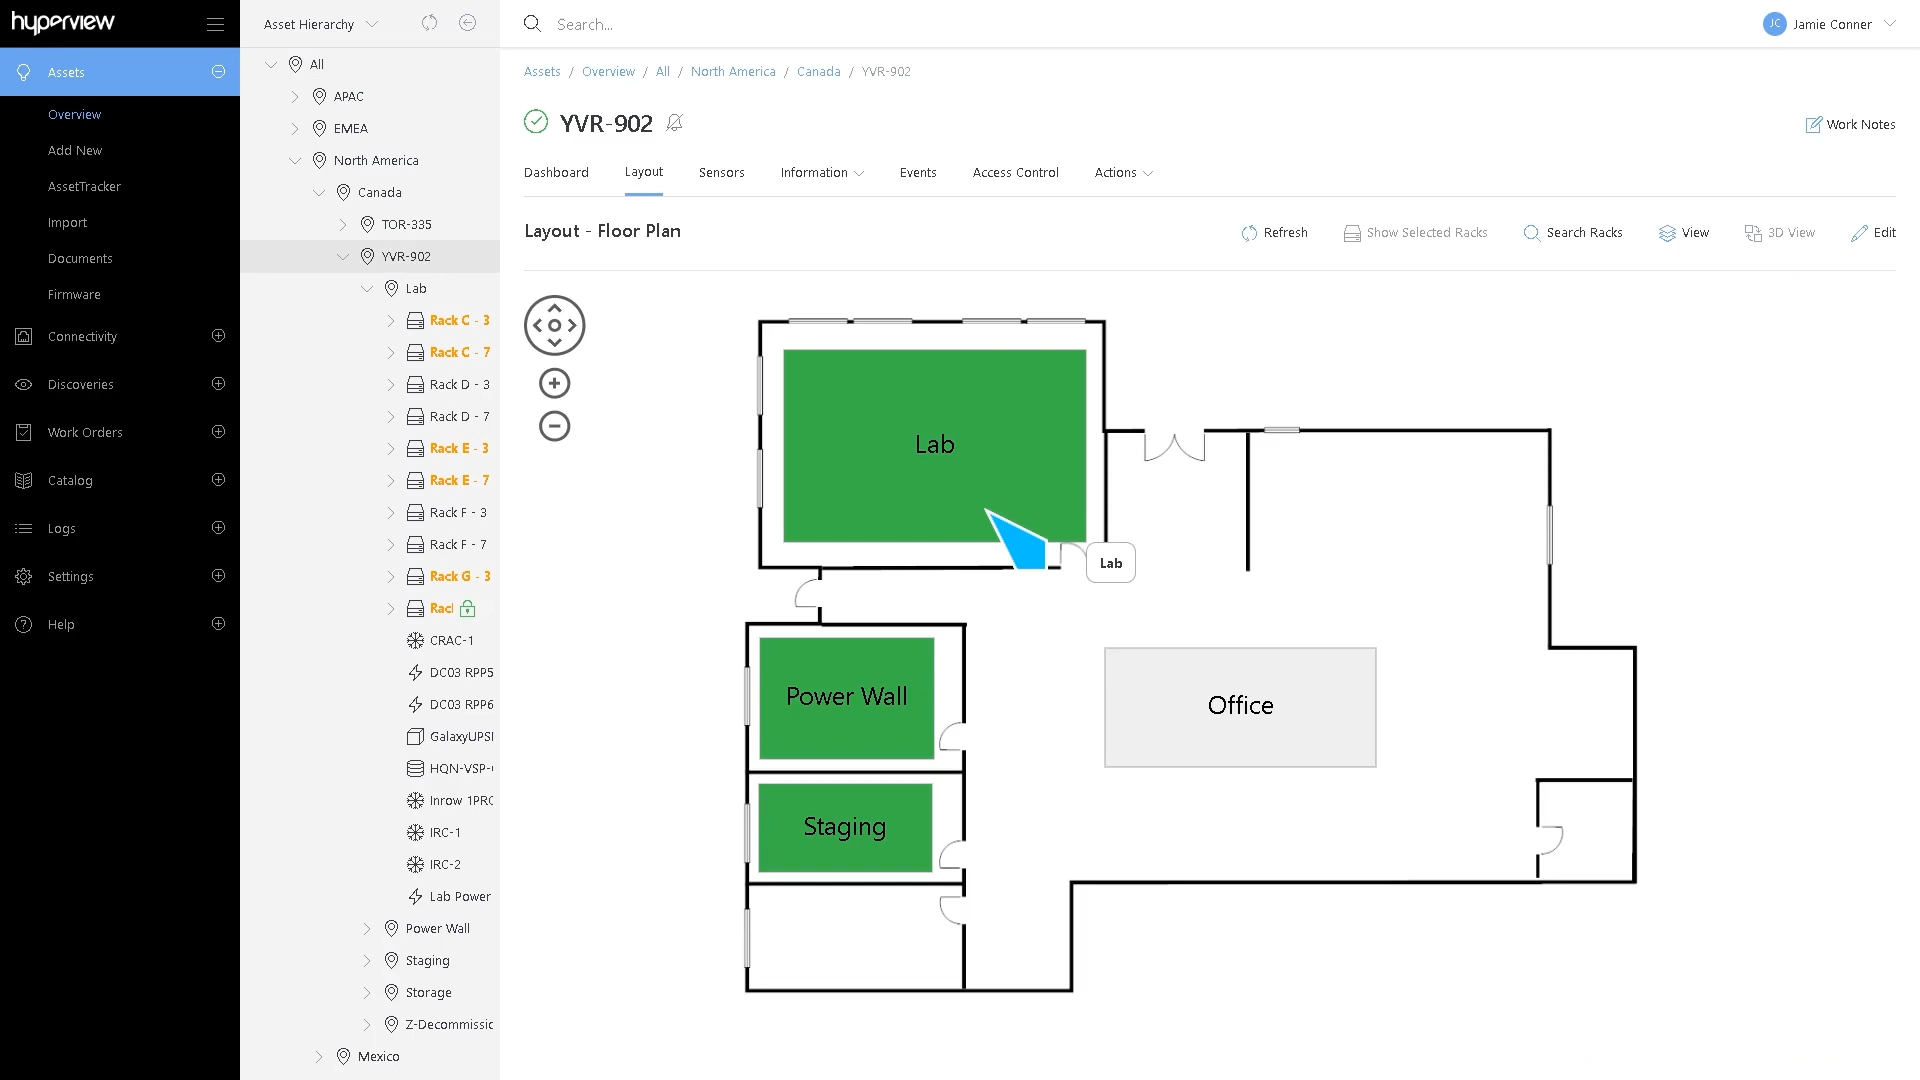 hyperview
Assets
Overview
Add New
AssetTracker
Import
Documents
Firmware
Connectivity
Discoveries
Work Orders
Catalog
Logs
Settings
Help
Asset Hierarchy
All
APAC
EMEA
North America
Canada
TOR-335
YVR-902
Lab
Rack C - 3
Rack C - 7
Rack D - 3
Rack D - 7
Rack E - 3
Rack E - 7
Rack F - 3
Rack F - 7
Rack G - 3
CRAC-1
DC03 RPP5
DC03 RPP6
GalaxyUPS
HQN-VSP-
Inrow 1PR
IRC-1
IRC-2
Lab Power
Power Wall
Staging
Storage
Z-Decommissic
Mexico
Search...
JC Jamie Conner
Assets / Overview / All / North America / Canada / YVR-902
YVR-902
Work Notes
Dashboard Layout Sensors Information Events Access Control Actions
Layout - Floor Plan
Refresh Show Selected Racks Search Racks View 3D View Edit
Lab
Lab
Power Wall
Office
Staging